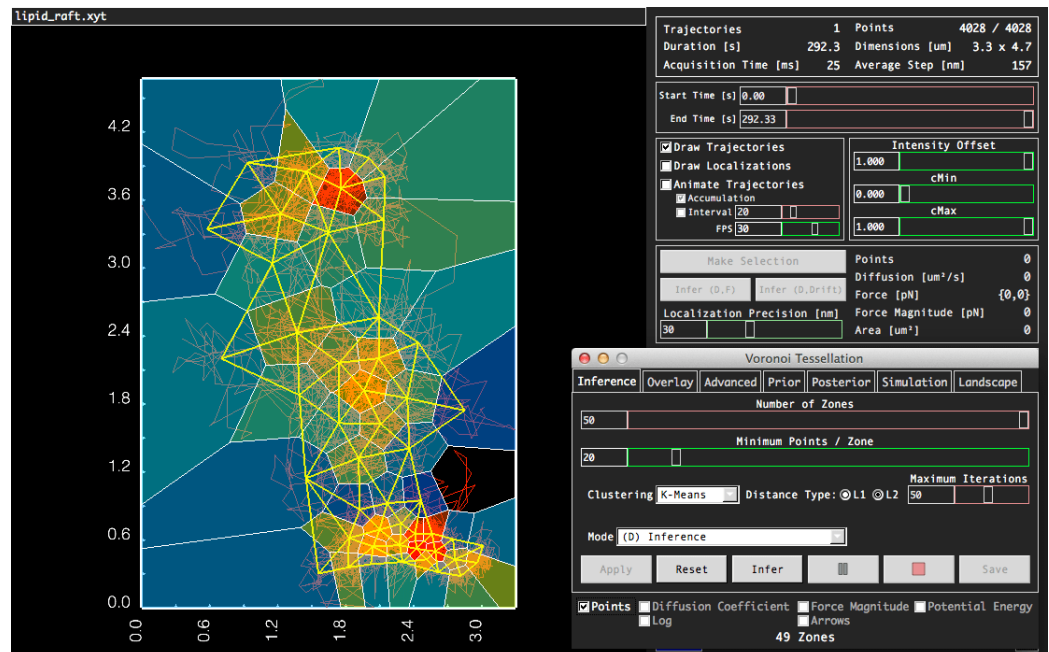 lipid_raft.xyt
4.2
3.6
3.0
2.4
1.8
1.2
0.6
0.0
0.0 0.6 1.2 1.8 2.4 3.0
Trajectories 1 Points 4028 / 4028
Duration [s] 292.3 Dimensions [um] 3.3 x 4.7
Acquisition Time [ms] 25 Average Step [nm] 157
Start Time [s] 0.00
End Time [s] 292.33
Draw Trajectories
Draw Localizations
Animate Trajectories
Accumulation
Interval 20
FPS 30
Intensity Offset
1.000
cMin
0.000
cMax
1.000
Make Selection
Infer (D,F) Infer (D,Drift)
Localization Precision [nm]
30
Points 0
Diffusion [um²/s] 0
Force [pN] {0,0}
Force Magnitude [pN] 0
Area [um²] 0
Voronoi Tessellation
Inference Overlay Advanced Prior Posterior Simulation Landscape
Number of Zones
50
Minimum Points / Zone
20
Maximum Iterations
Clustering K-Means Distance Type: L1 L2 50
Mode (D) Inference
Apply Reset Infer Save
Points Diffusion Coefficient Force Magnitude Potential Energy
Log Arrows
49 Zones